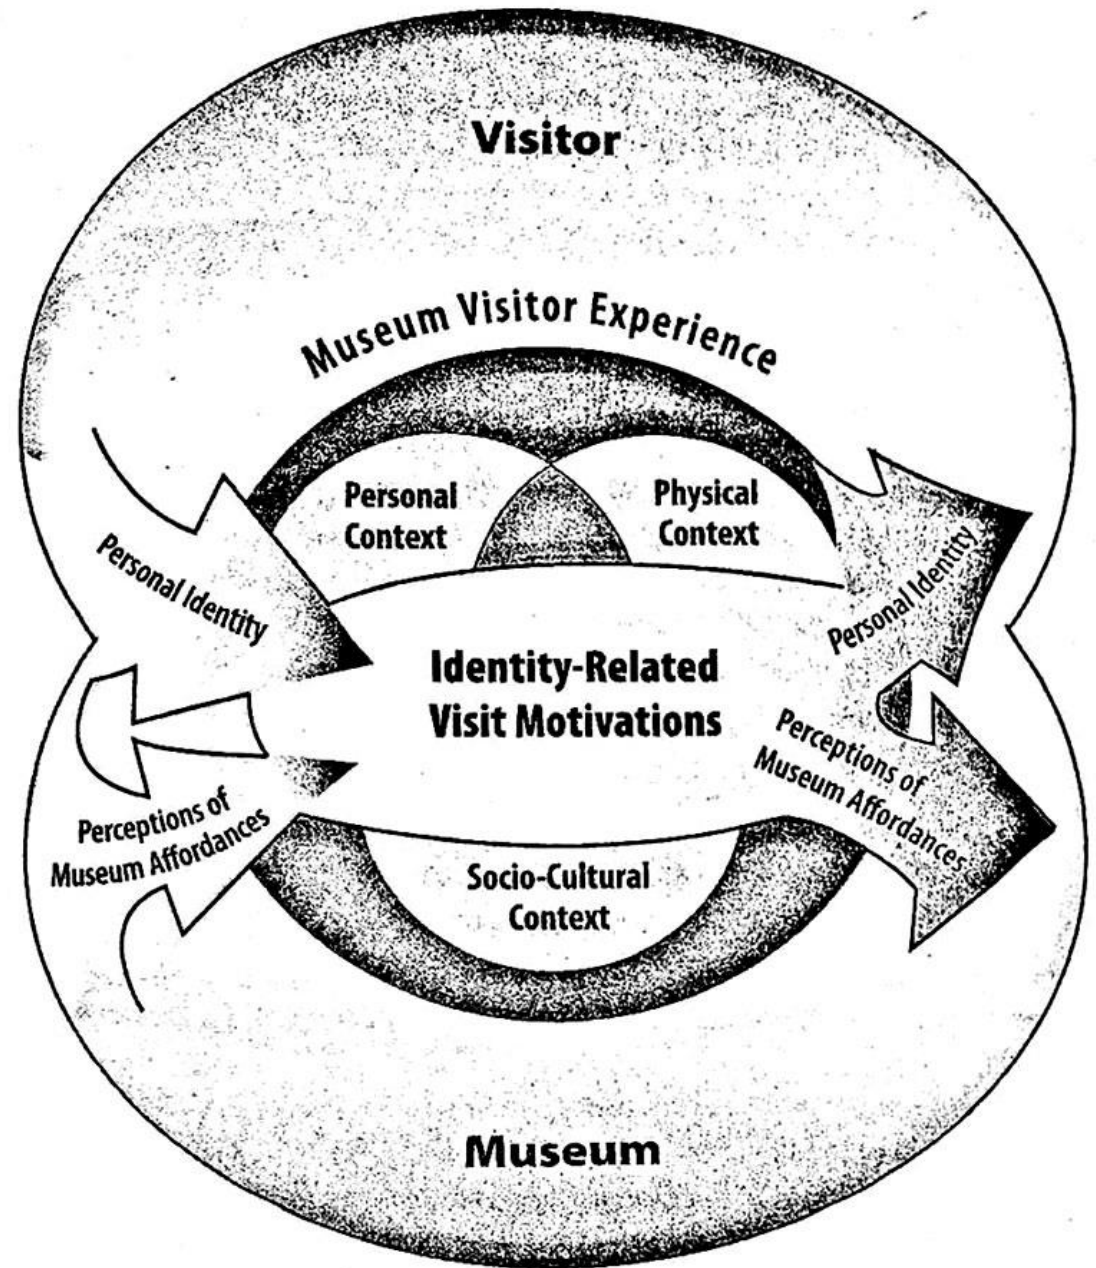 Visitor
Museum Visitor Experience
Personal
Context
Physical
Context
Personal Identity
Personal Identity
Identity-Related
Visit Motivations
Perceptions of
Museum Affordances
Perceptions of
Museum Affordances
Socio-Cultural
Context
Museum